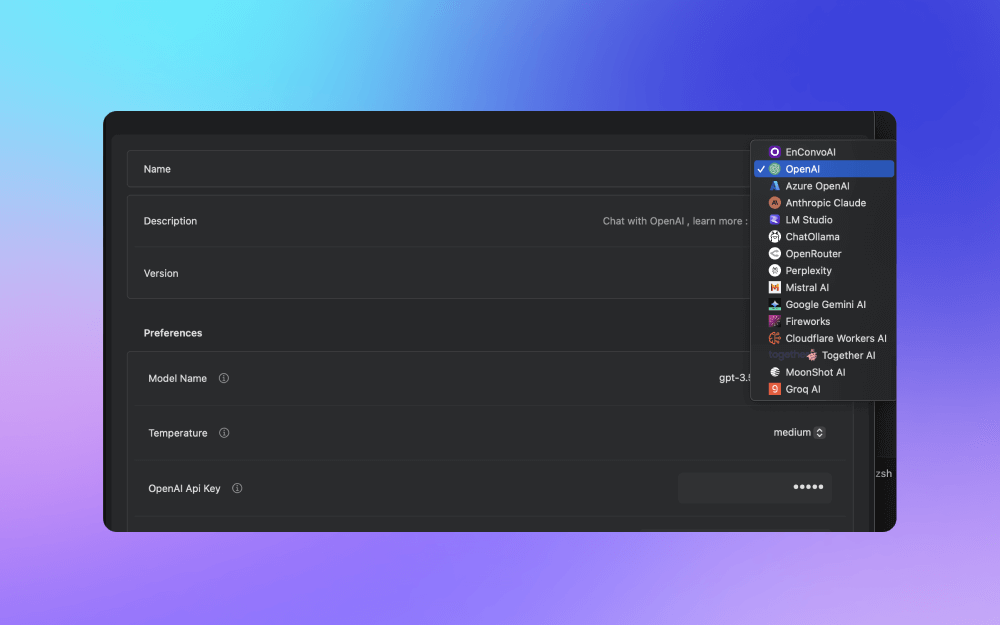 Name
Description
Chat with OpenAI , learn more :
Version
Preferences
Model Name
gpt-3.5
Temperature
medium
OpenAI Api Key
•••••
EnConvoAI
✓ OpenAI
Azure OpenAI
Anthropic Claude
LM Studio
ChatOllama
OpenRouter
Perplexity
Mistral AI
Google Gemini AI
Fireworks
Cloudflare Workers AI
together Together AI
MoonShot AI
Groq AI
zsh